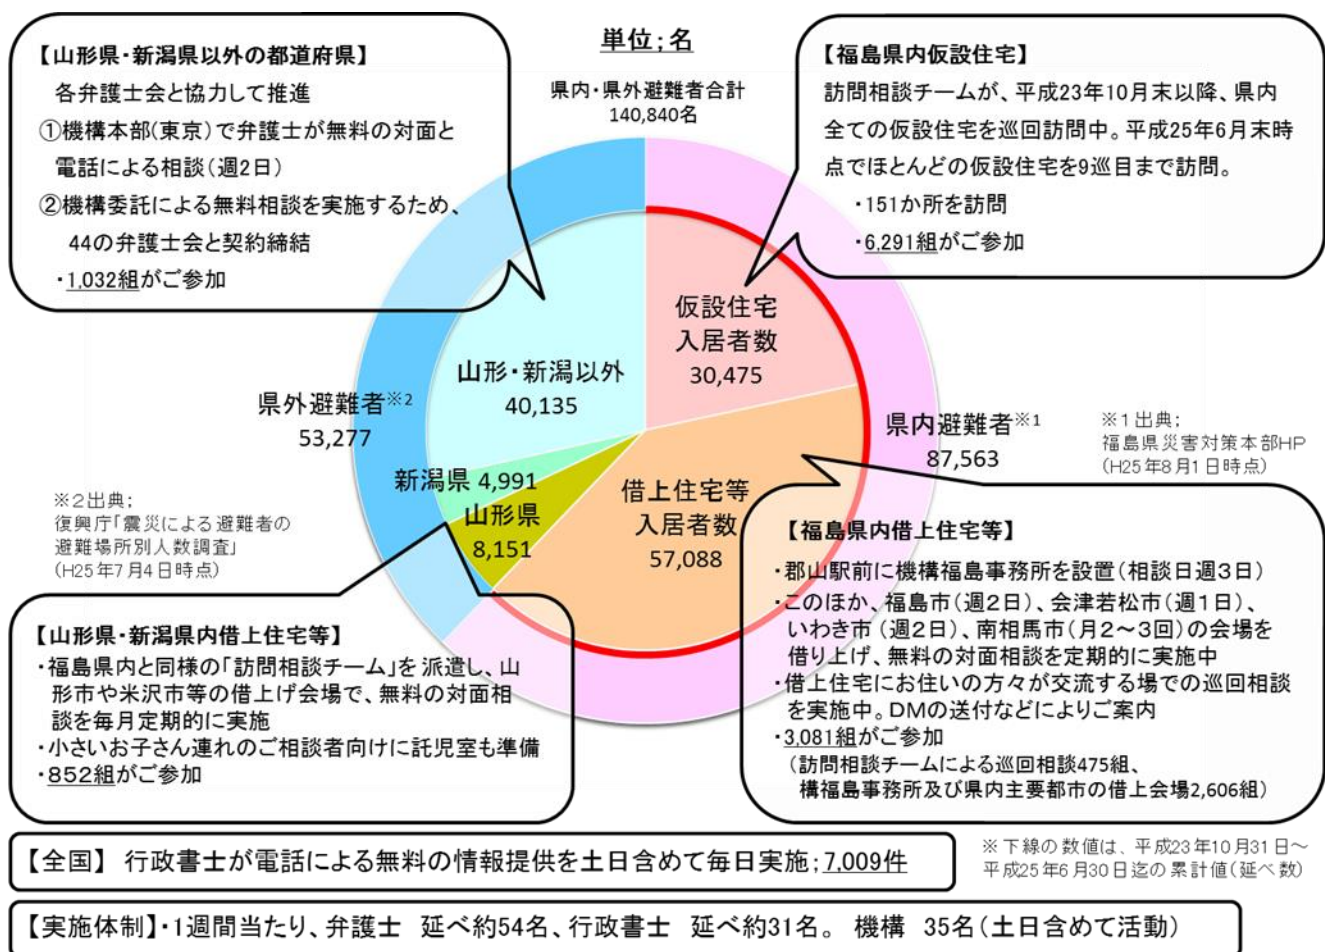 単位;名
県内・県外避難者合計
140,840名
【山形県・新潟県以外の都道府県】
各弁護士会と協力して推進
①機構本部(東京)で弁護士が無料の対面と
電話による相談(週2日)
②機構委託による無料相談を実施するため、
44の弁護士会と契約締結
・1,032組がご参加
【福島県内仮設住宅】
訪問相談チームが、平成23年10月末以降、県内
全ての仮設住宅を巡回訪問中。平成25年6月末時
点でほとんどの仮設住宅を9巡目まで訪問。
・151か所を訪問
・6,291組がご参加
仮設住宅
入居者数
30,475
山形・新潟以外
40,135
県外避難者※2
53,277
県内避難者※1
87,563
※1出典;
福島県災害対策本部HP
(H25年8月1日時点)
新潟県 4,991
山形県
8,151
借上住宅等
入居者数
57,088
※2出典;
復興庁「震災による避難者の
避難場所別人数調査」
(H25年7月4日時点)
【福島県内借上住宅等】
・郡山駅前に機構福島事務所を設置(相談日週3日)
・このほか、福島市(週2日)、会津若松市(週1日)、
いわき市(週2日)、南相馬市(月2～3回)の会場を
借り上げ、無料の対面相談を定期的に実施中
・借上住宅にお住いの方々が交流する場での巡回相談
を実施中。DMの送付などによりご案内
・3,081組がご参加
(訪問相談チームによる巡回相談475組、
構福島事務所及び県内主要都市の借上会場2,606組)
【山形県・新潟県内借上住宅等】
・福島県内と同様の「訪問相談チーム」を派遣し、山
形市や米沢市等の借上げ会場で、無料の対面相
談を毎月定期的に実施
・小さいお子さん連れのご相談者向けに託児室も準備
・852組がご参加
【全国】 行政書士が電話による無料の情報提供を土日含めて毎日実施;7,009件
※下線の数値は、平成23年10月31日～
平成25年6月30日迄の累計値(延べ数)
【実施体制】・1週間当たり、弁護士 延べ約54名、行政書士 延べ約31名。 機構 35名(土日含めて活動)